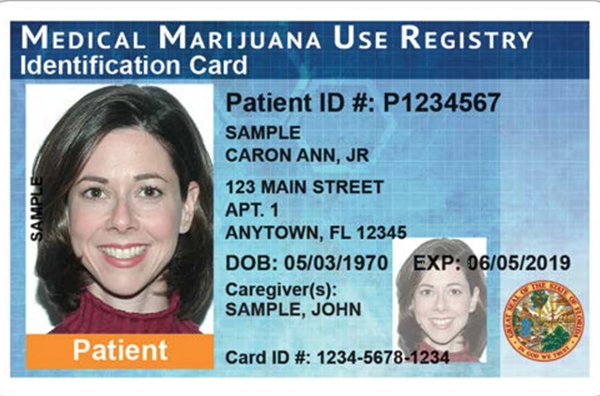 MEDICAL MARIJUANA USE REGISTRY
Identification Card
Patient ID #: P1234567
SAMPLE
CARON ANN, JR
123 MAIN STREET
APT. 1
ANYTOWN, FL 12345
DOB: 05/03/1970 EXP: 06/05/2019
Caregiver(s):
SAMPLE, JOHN
Card ID #: 1234-5678-1234
SAMPLE
Patient
GREAT SEAL OF THE STATE OF FLORIDA
IN GOD WE TRUST